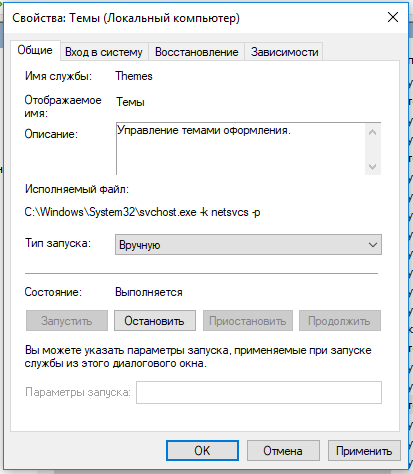 Свойства: Темы (Локальный компьютер)
Общие Вход в систему Восстановление Зависимости
Имя службы: Themes
Отображаемое
имя: Темы
Описание: Управление темами оформления.
Исполняемый файл:
C:\Windows\System32\svchost.exe -k netsvcs -p
Тип запуска: Вручную
Состояние: Выполняется
Запустить Остановить Приостановить Продолжить
Вы можете указать параметры запуска, применяемые при запуске
службы из этого диалогового окна.
Параметры запуска:
OK Отмена Применить